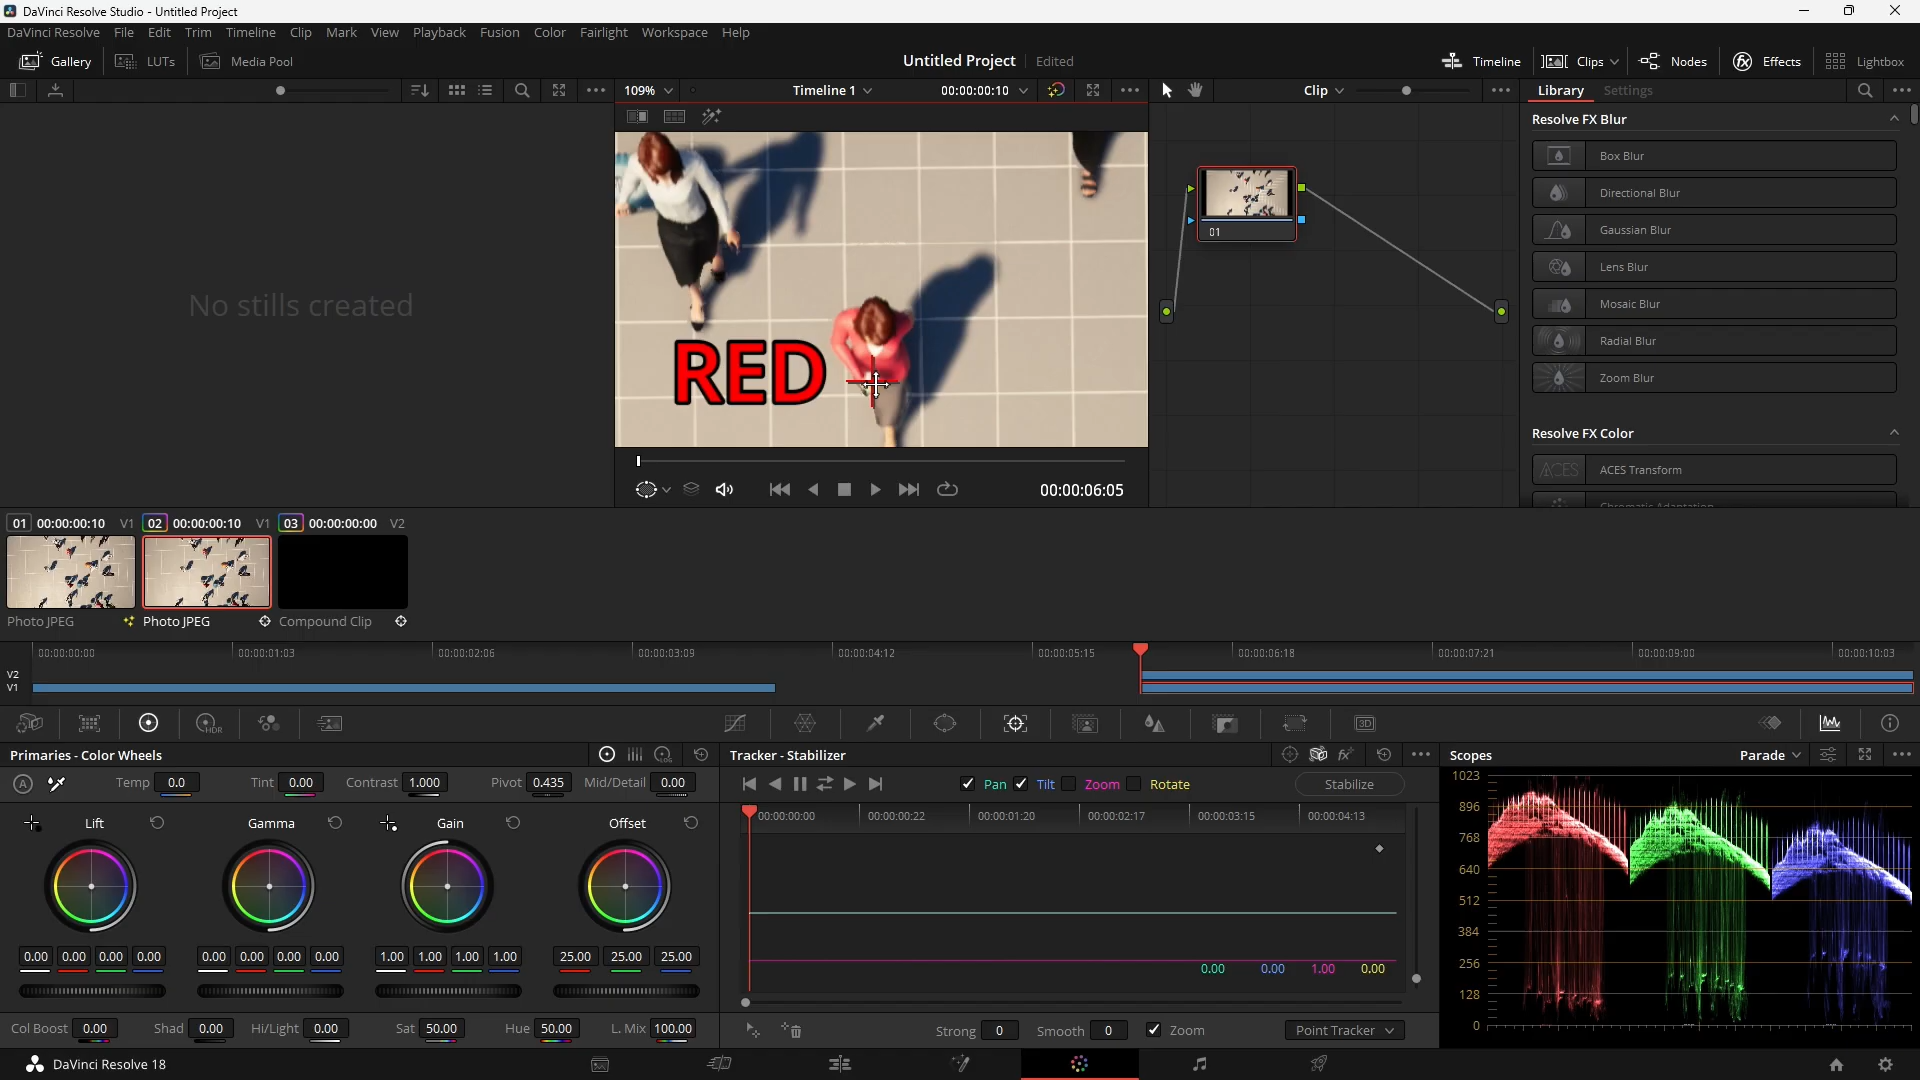 DaVinci Resolve Studio - Untitled Project
DaVinci Resolve File Edit Trim Timeline Clip Mark View Playback Fusion Color Fairlight Workspace Help
Gallery LUTs Media Pool Untitled Project Edited Timeline Clips Nodes fx Effects Lightbox
109% Timeline 1 00:00:00:10 Clip Library Settings
Resolve FX Blur
Box Blur
Directional Blur
Gaussian Blur
Lens Blur
Mosaic Blur
Radial Blur
Zoom Blur
Resolve FX Color
ACES ACES Transform
Chromatic Adaptation
No stills created
RED
01
00:00:06:05
01 00:00:00:10 V1 02 00:00:00:10 V1 03 00:00:00:00 V2
Photo JPEG Photo JPEG Compound Clip
00:00:00:00 00:00:01:03 00:00:02:06 00:00:03:09 00:00:04:12 00:00:05:15 00:00:06:18 00:00:07:21 00:00:09:00 00:00:10:03
V2
V1
HDR 3D
Primaries - Color Wheels LOG
A Temp 0.0 Tint 0.00 Contrast 1.000 Pivot 0.435 Mid/Detail 0.00
Lift Gamma Gain Offset
0.00 0.00 0.00 0.00 0.00 0.00 0.00 0.00 1.00 1.00 1.00 1.00 25.00 25.00 25.00
Col Boost 0.00 Shad 0.00 Hi/Light 0.00 Sat 50.00 Hue 50.00 L. Mix 100.00
Tracker - Stabilizer fx
Pan Tilt Zoom Rotate Stabilize
00:00:00:00 00:00:00:22 00:00:01:20 00:00:02:17 00:00:03:15 00:00:04:13
0.00 0.00 1.00 0.00
Strong 0 Smooth 0 Zoom Point Tracker
Scopes Parade
1023
896
768
640
512
384
256
128
0
DaVinci Resolve 18